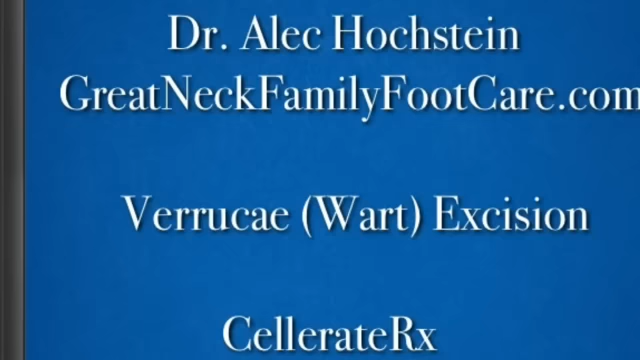 Dr. Alec Hochstein
GreatNeckFamilyFootCare.com
Verrucae (Wart) Excision
CellerateRx